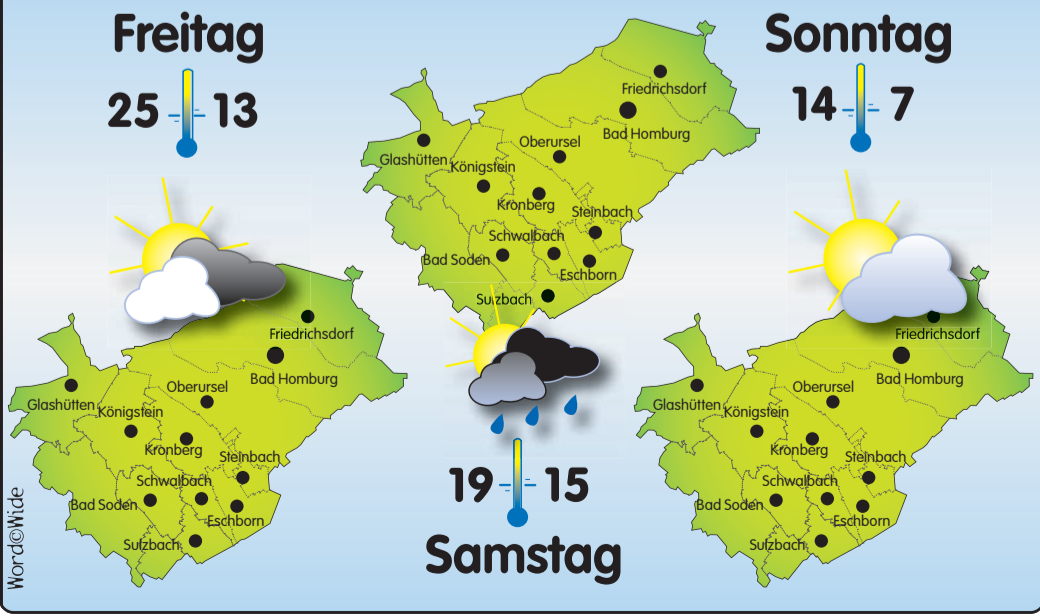 Freitag
25 13
Friedrichsdorf
Bad Homburg
Oberursel
Glashütten
Königstein
Kronberg
Steinbach
Schwalbach
Bad Soden
Eschborn
Sulzbach
Friedrichsdorf
Bad Homburg
Oberursel
Glashütten
Königstein
Kronberg
Steinbach
Schwalbach
Bad Soden
Eschborn
Sulzbach
19 15
Samstag
Sonntag
14 7
Friedrichsdorf
Bad Homburg
Oberursel
Glashütten
Königstein
Kronberg
Steinbach
Schwalbach
Bad Soden
Eschborn
Sulzbach
Word©Wide